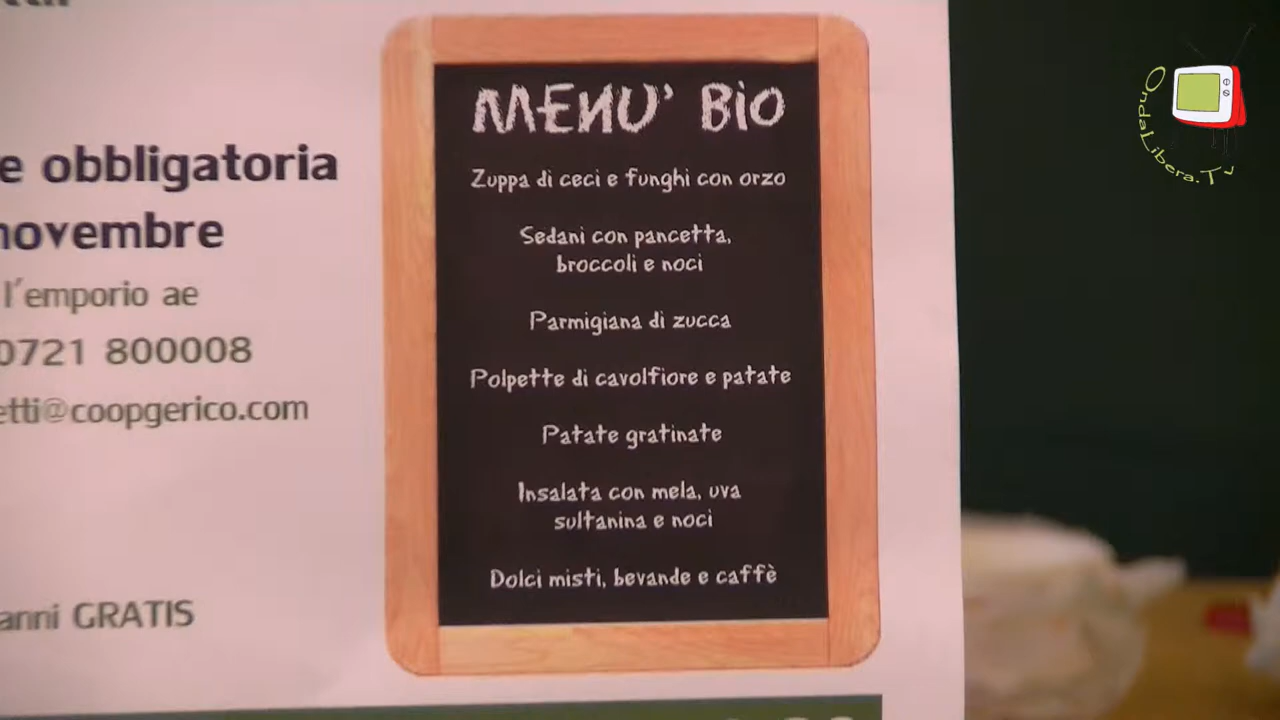 e obbligatoria
novembre
l'emporio ae
0721 800008
etti@coopgerico.com
anni GRATIS
MENU' BiO
Zuppa di ceci e funghi con orzo
Sedani con pancetta,
broccoli e noci
Parmigiana di zucca
Polpette di cavolfiore e patate
Patate gratinate
Insalata con mela, uva
sultanina e noci
Dolci misti, bevande e caffè
OndaLibera.Tv